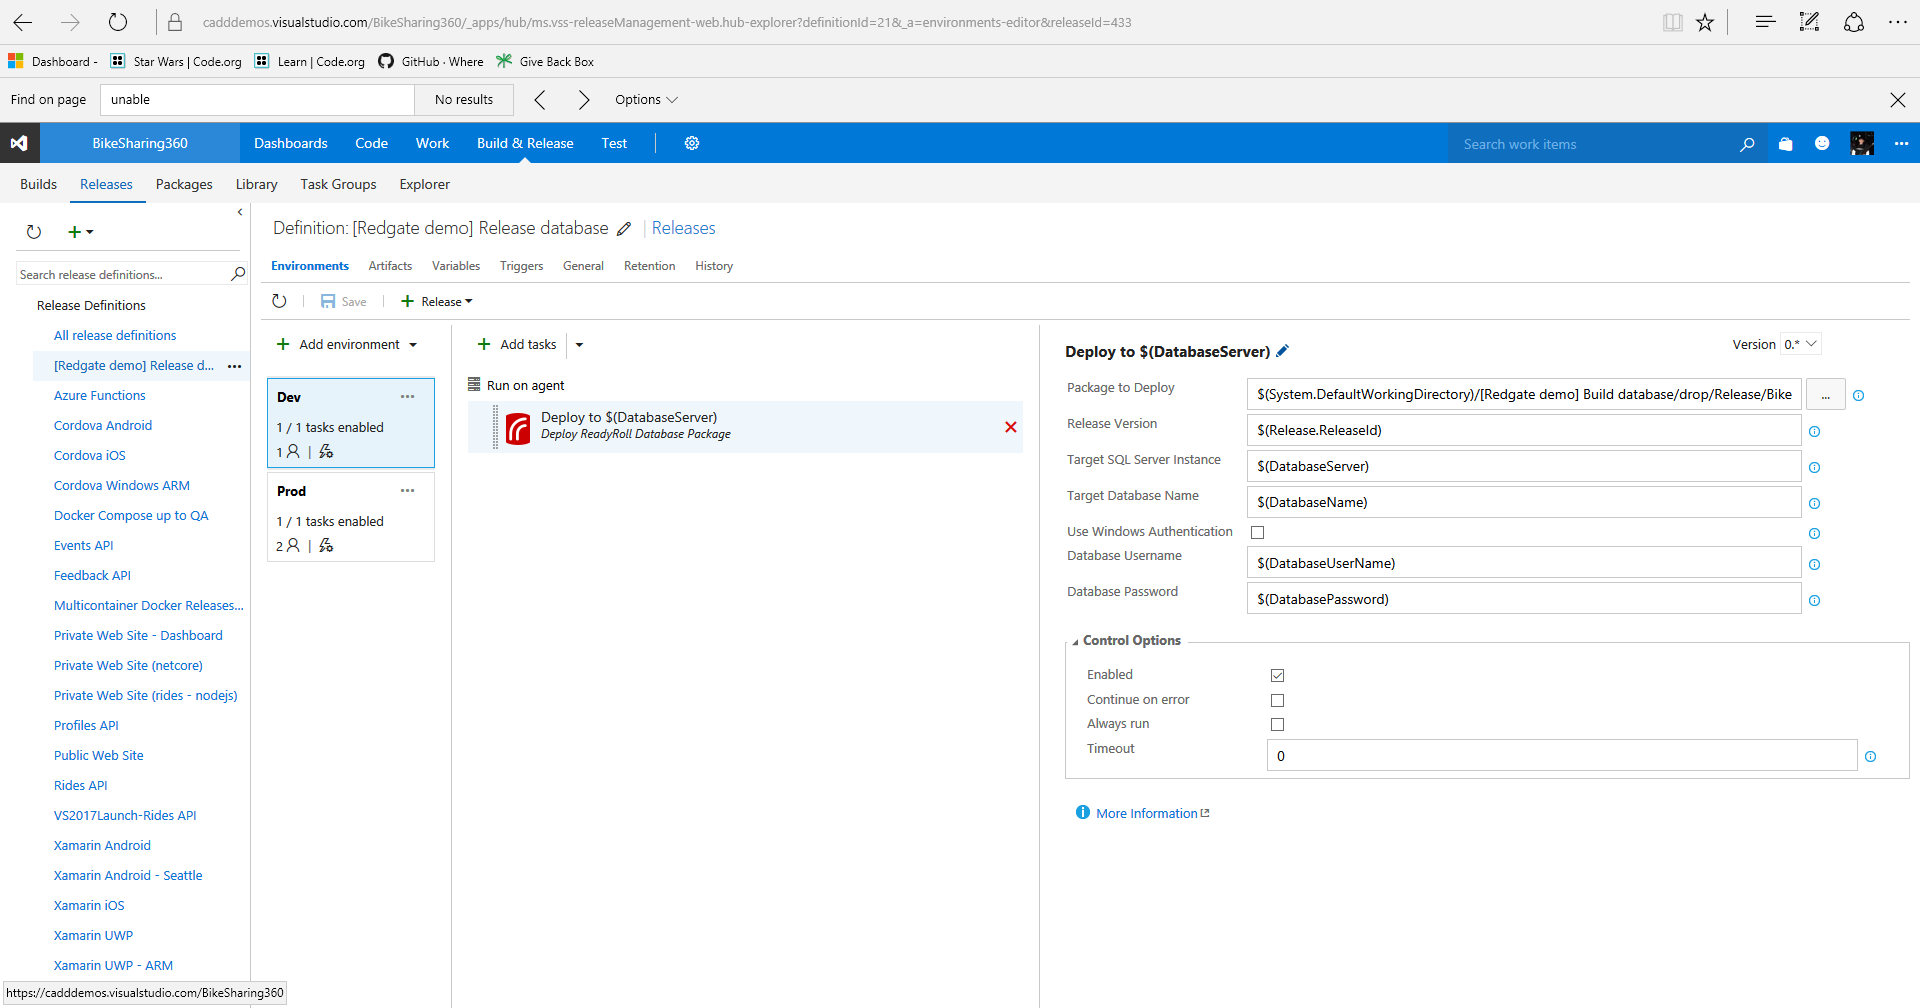 cadddemos.visualstudio.com/BikeSharing360/_apps/hub/ms.vss-releaseManagement-web.hub-explorer?definitionId=21&_a=environments-editor&releaseId=433
Dashboard - Star Wars | Code.org Learn | Code.org GitHub · Where Give Back Box
Find on page unable No results Options
BikeSharing360 Dashboards Code Work Build & Release Test Search work items
Builds Releases Packages Library Task Groups Explorer
Search release definitions...
Release Definitions
All release definitions
[Redgate demo] Release d... ...
Azure Functions
Cordova Android
Cordova iOS
Cordova Windows ARM
Docker Compose up to QA
Events API
Feedback API
Multicontainer Docker Releases...
Private Web Site - Dashboard
Private Web Site (netcore)
Private Web Site (rides - nodejs)
Profiles API
Public Web Site
Rides API
VS2017Launch-Rides API
Xamarin Android
Xamarin Android - Seattle
Xamarin iOS
Xamarin UWP
Xamarin UWP - ARM
https://cadddemos.visualstudio.com/BikeSharing360
Definition: [Redgate demo] Release database | Releases
Environments Artifacts Variables Triggers General Retention History
Save Release
Add environment
Dev
1 / 1 tasks enabled
1 |
Prod
1 / 1 tasks enabled
2 |
Add tasks
Run on agent
Deploy to $(DatabaseServer)
Deploy ReadyRoll Database Package
Deploy to $(DatabaseServer)
Version 0.*
Package to Deploy $(System.DefaultWorkingDirectory)/[Redgate demo] Build database/drop/Release/Bike ...
Release Version $(Release.ReleaseId)
Target SQL Server Instance $(DatabaseServer)
Target Database Name $(DatabaseName)
Use Windows Authentication
Database Username $(DatabaseUserName)
Database Password $(DatabasePassword)
Control Options
Enabled
Continue on error
Always run
Timeout 0
More Information